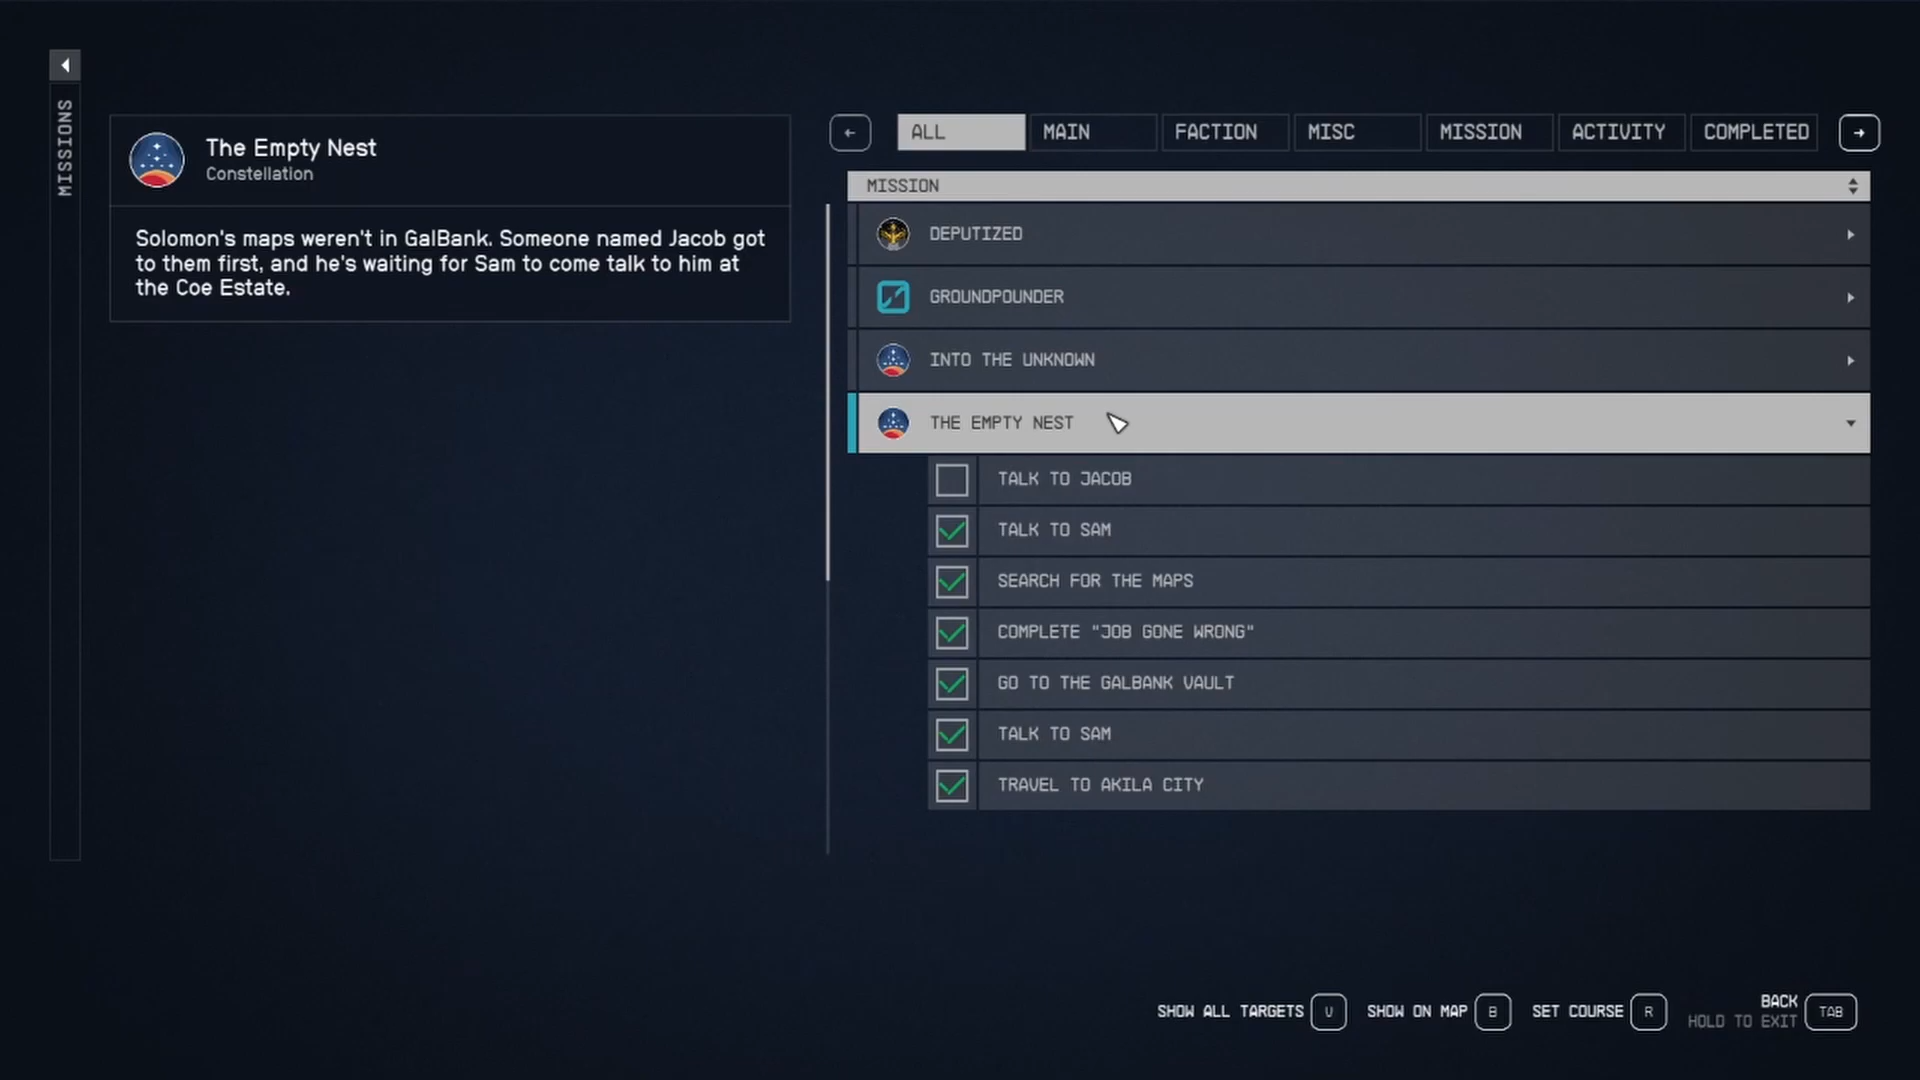 MISSIONS
The Empty Nest
Constellation
Solomon's maps weren't in GalBank. Someone named Jacob got
to them first, and he's waiting for Sam to come talk to him at
the Coe Estate.
ALL MAIN FACTION MISC MISSION ACTIVITY COMPLETED
MISSION
DEPUTIZED
GROUNDPOUNDER
INTO THE UNKNOWN
THE EMPTY NEST
TALK TO JACOB
TALK TO SAM
SEARCH FOR THE MAPS
COMPLETE "JOB GONE WRONG"
GO TO THE GALBANK VAULT
TALK TO SAM
TRAVEL TO AKILA CITY
SHOW ALL TARGETS V SHOW ON MAP B SET COURSE R BACK TAB
HOLD TO EXIT